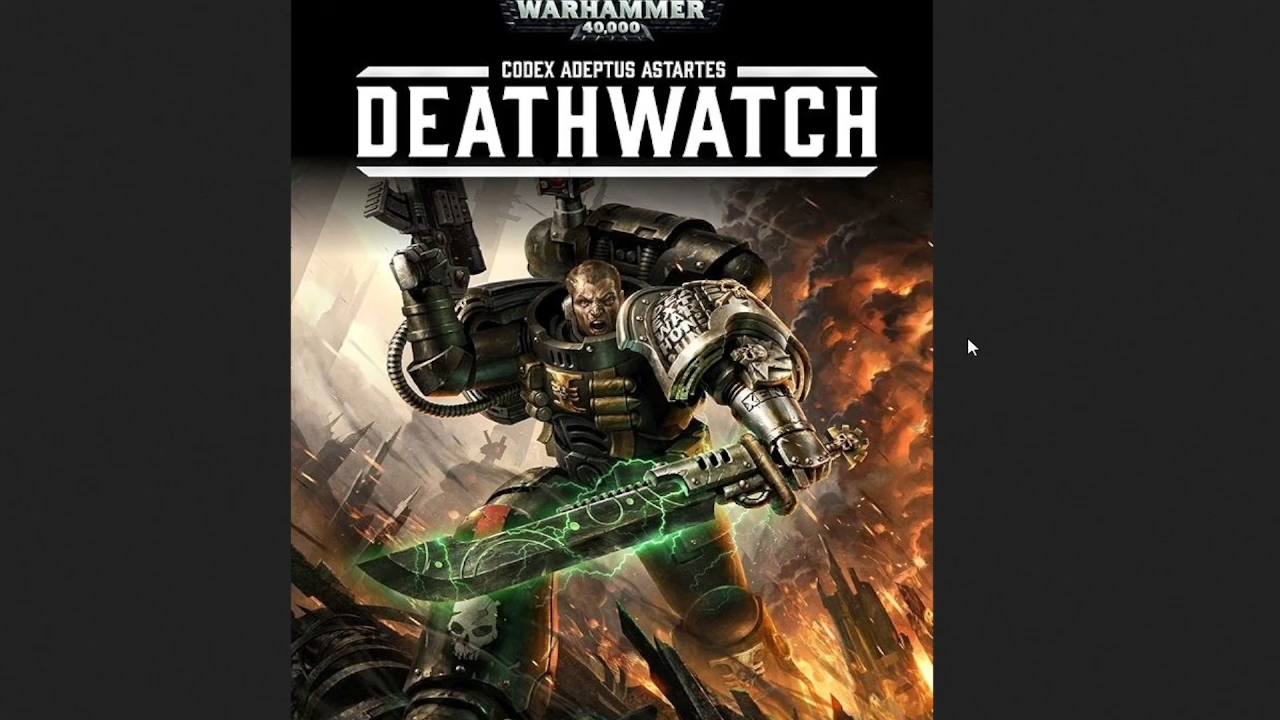 WARHAMMER
40,000
CODEX ADEPTUS ASTARTES
DEATHWATCH